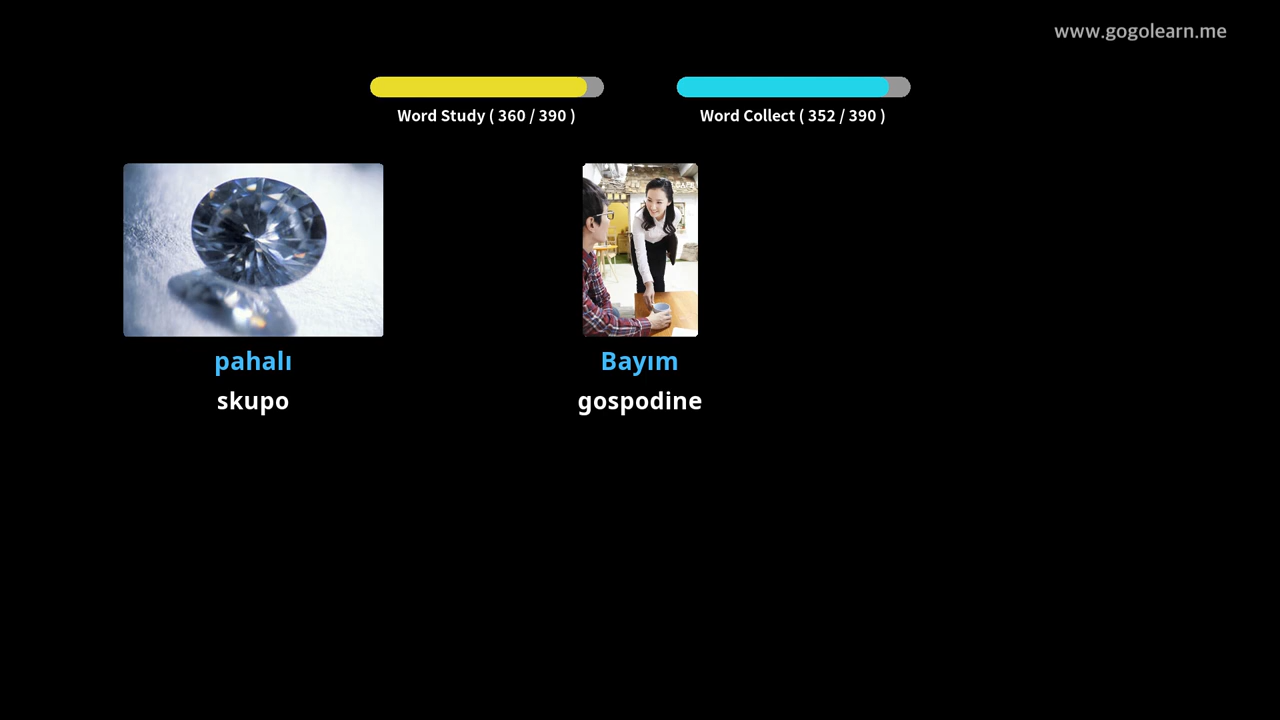 www.gogolearn.me
Word Study ( 360 / 390 )
Word Collect ( 352 / 390 )
pahalı
Bayım
skupo
gospodine